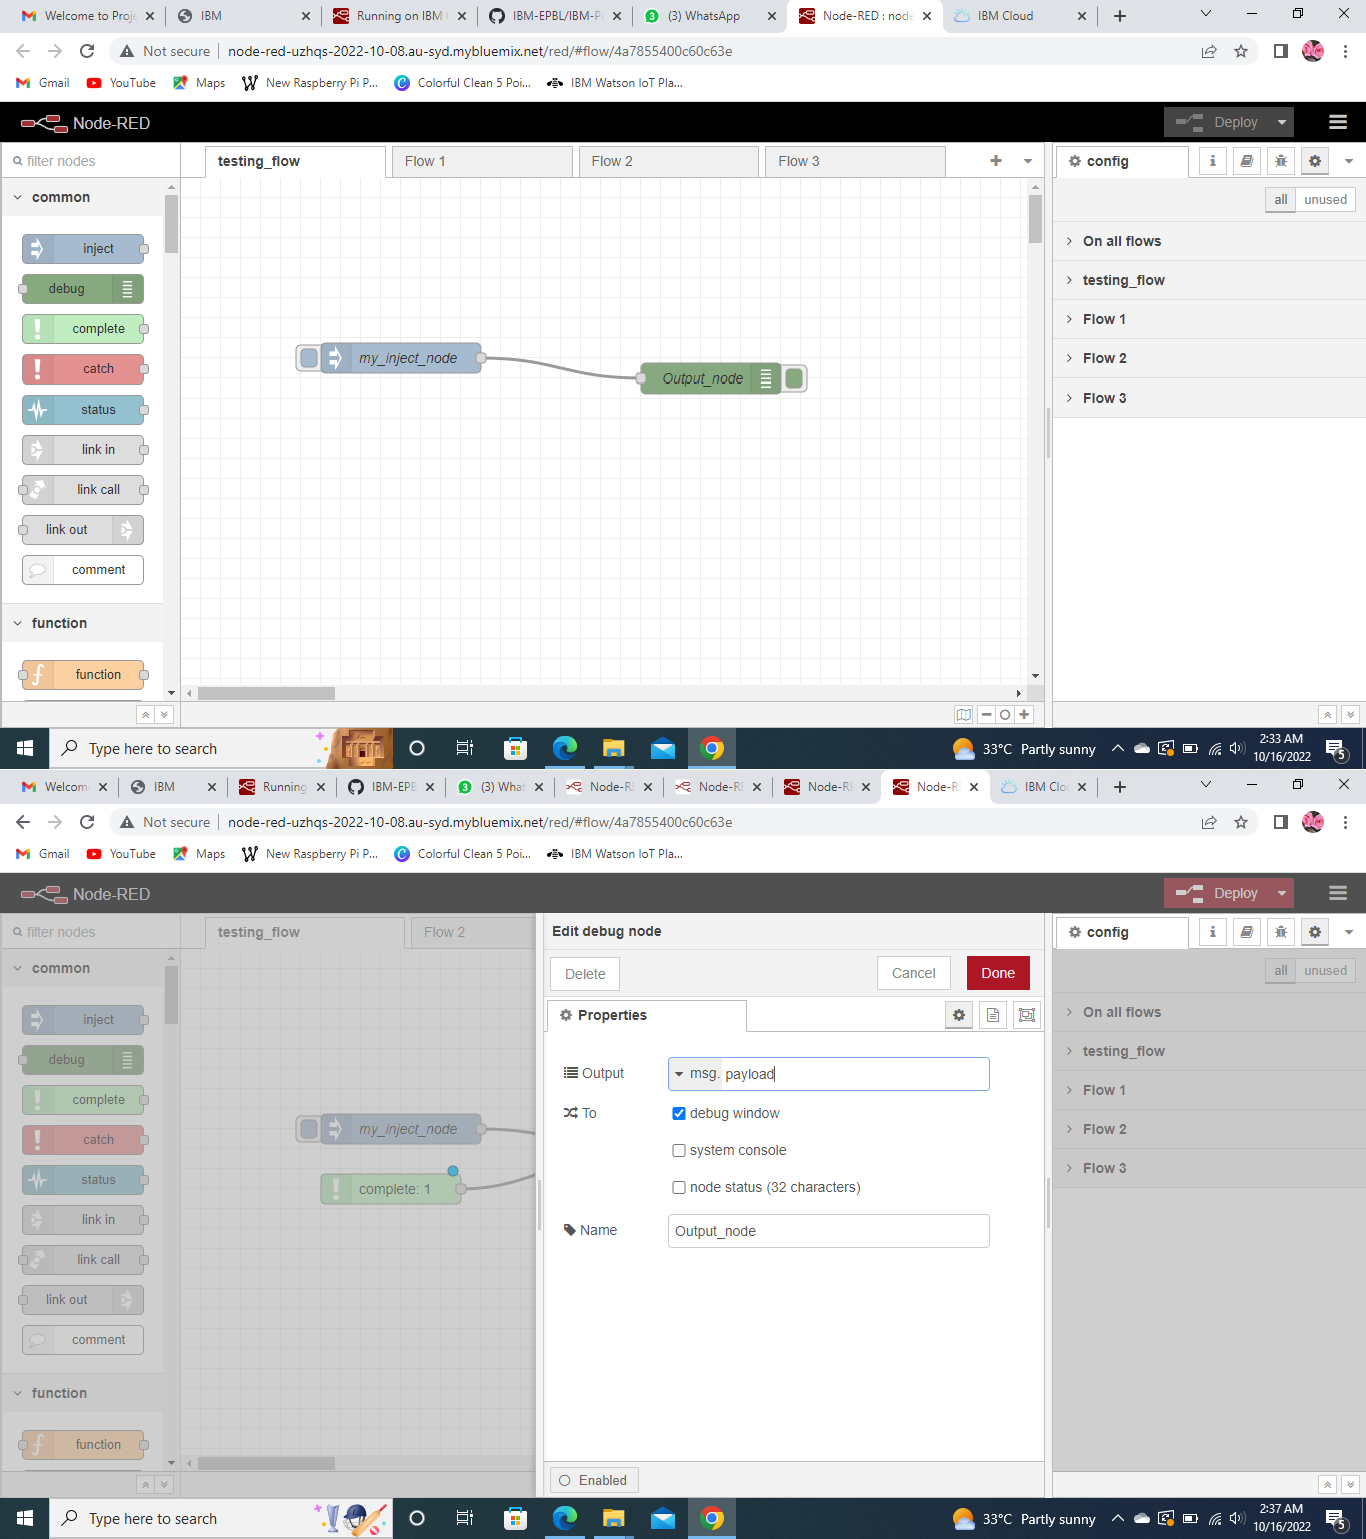 Welcome to Proje
IBM
Running on IBM C
IBM-EPBL/IBM-Pr
(3) WhatsApp
Node-RED : node
IBM Cloud
Not secure
node-red-uzhqs-2022-10-08.au-syd.mybluemix.net/red/#flow/4a7855400c60c63e
Gmail
YouTube
Maps
New Raspberry Pi P...
Colorful Clean 5 Poi...
IBM Watson IoT Pla...
Node-RED
Deploy
filter nodes
testing_flow
Flow 1
Flow 2
Flow 3
config
all
unused
common
inject
debug
complete
catch
status
link in
link call
link out
comment
function
function
my_inject_node
Output_node
On all flows
testing_flow
Flow 1
Flow 2
Flow 3
Type here to search
33°C Partly sunny
2:33 AM
10/16/2022
5
Welcom
IBM
Running
IBM-EPB
(3) What
Node-RE
Node-RE
Node-RE
Node-R
IBM Clo
Not secure
node-red-uzhqs-2022-10-08.au-syd.mybluemix.net/red/#flow/4a7855400c60c63e
Gmail
YouTube
Maps
New Raspberry Pi P...
Colorful Clean 5 Poi...
IBM Watson IoT Pla...
Node-RED
Deploy
filter nodes
testing_flow
Flow 2
Edit debug node
config
Delete
Cancel
Done
all
unused
common
inject
debug
complete
catch
status
link in
link call
link out
comment
function
function
my_inject_node
complete: 1
Properties
Output
msg. payload
To
debug window
system console
node status (32 characters)
Name
Output_node
Enabled
On all flows
testing_flow
Flow 1
Flow 2
Flow 3
Type here to search
33°C Partly sunny
2:37 AM
10/16/2022
5